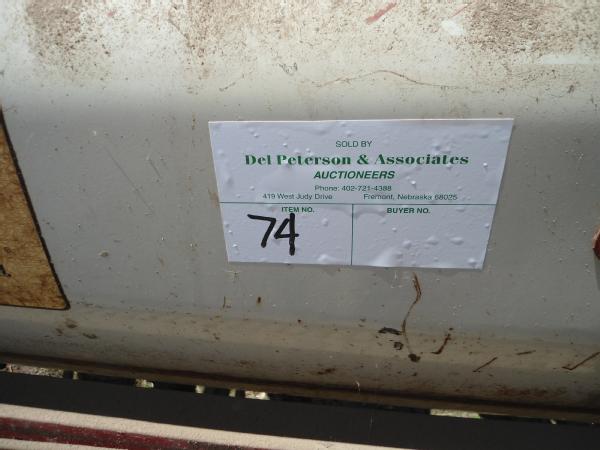 SOLD BY
Del Peterson & Associates
AUCTIONEERS
Phone: 402-721-4388
419 West Judy Drive Fremont, Nebraska 68025
ITEM NO. BUYER NO.
74